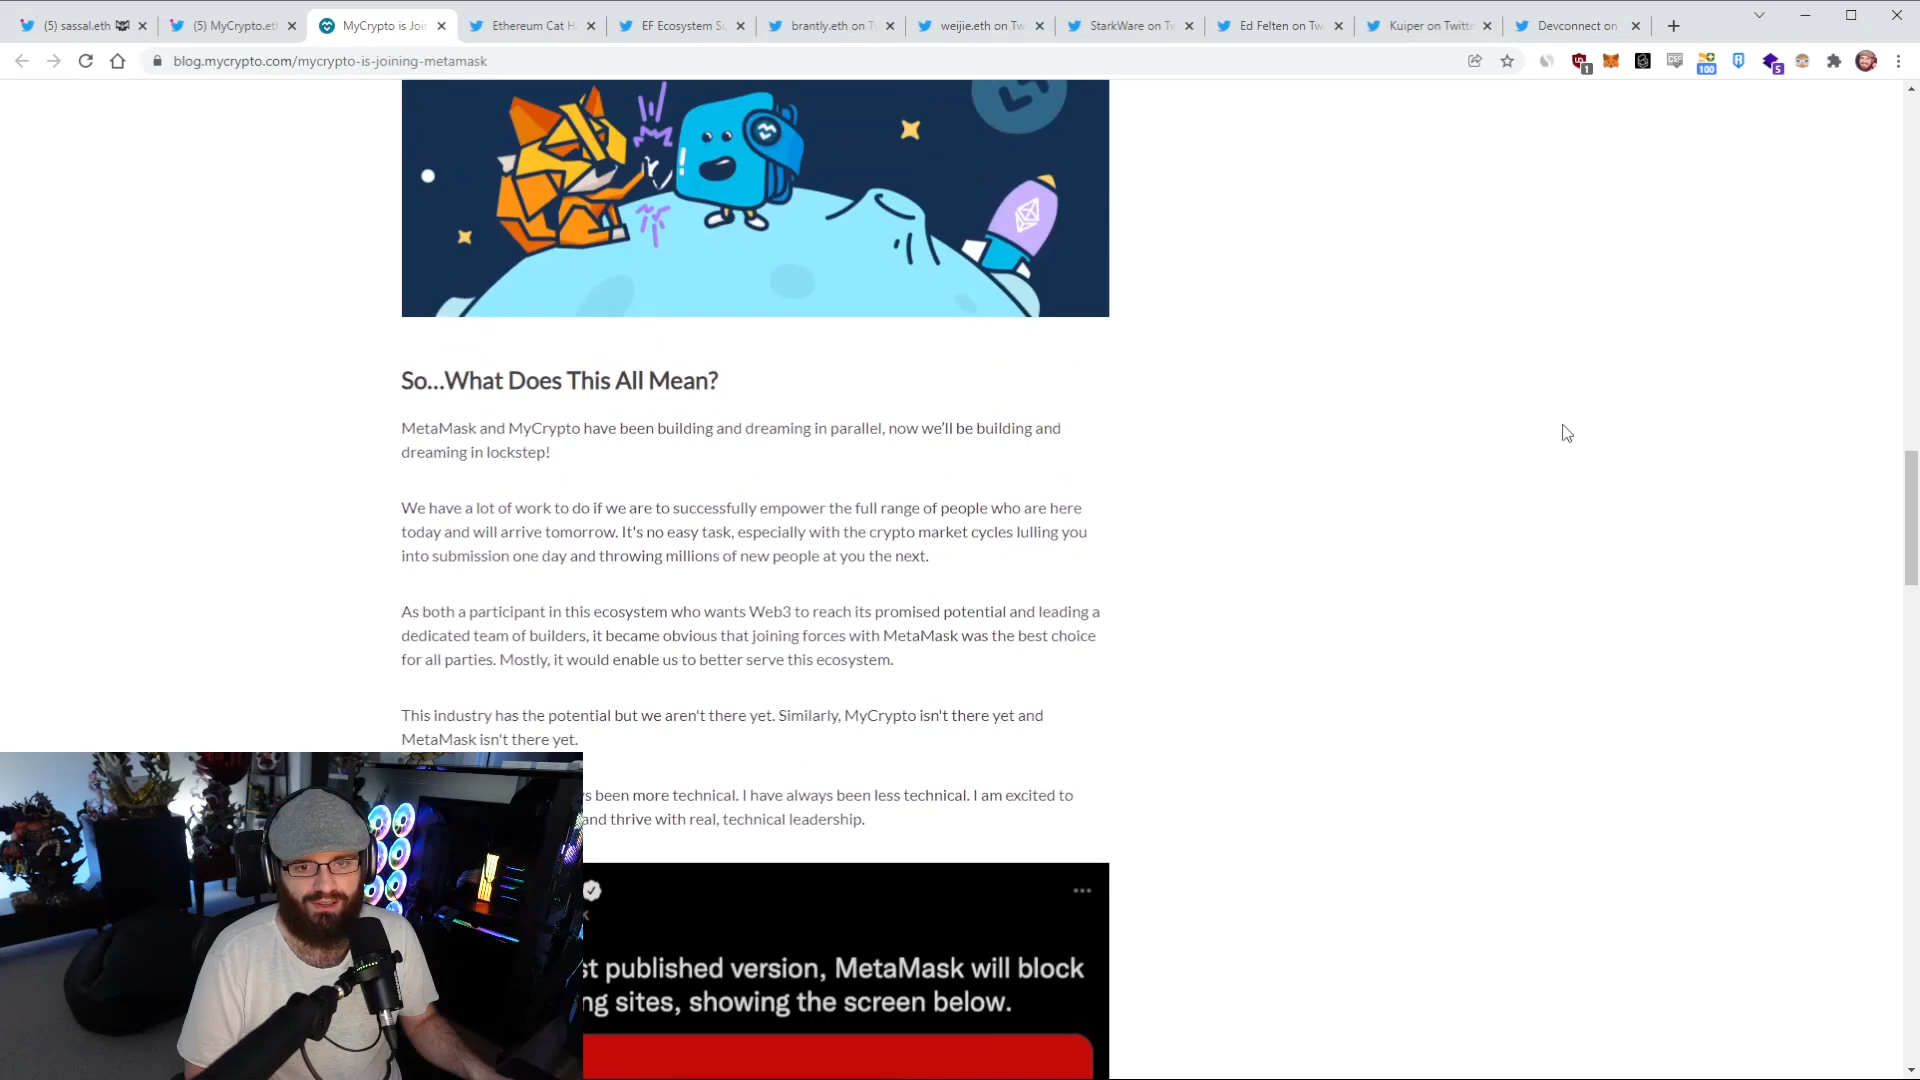 (5) sassal.eth
(5) MyCrypto.et
MyCrypto is Joi
Ethereum Cat H
EF Ecosystem S
brantly.eth on Tw
weijie.eth on Tw
StarkWare on Tw
Ed Felten on Tw
Kuiper on Twitte
Devconnect on
blog.mycrypto.com/mycrypto-is-joining-metamask
1
CSF
100
5
So...What Does This All Mean?
MetaMask and MyCrypto have been building and dreaming in parallel, now we'll be building and
dreaming in lockstep!
We have a lot of work to do if we are to successfully empower the full range of people who are here
today and will arrive tomorrow. It's no easy task, especially with the crypto market cycles lulling you
into submission one day and throwing millions of new people at you the next.
As both a participant in this ecosystem who wants Web3 to reach its promised potential and leading a
dedicated team of builders, it became obvious that joining forces with MetaMask was the best choice
for all parties. Mostly, it would enable us to better serve this ecosystem.
This industry has the potential but we aren't there yet. Similarly, MyCrypto isn't there yet and
MetaMask isn't there yet.
s been more technical. I have always been less technical. I am excited to
and thrive with real, technical leadership.
st published version, MetaMask will block
ng sites, showing the screen below.